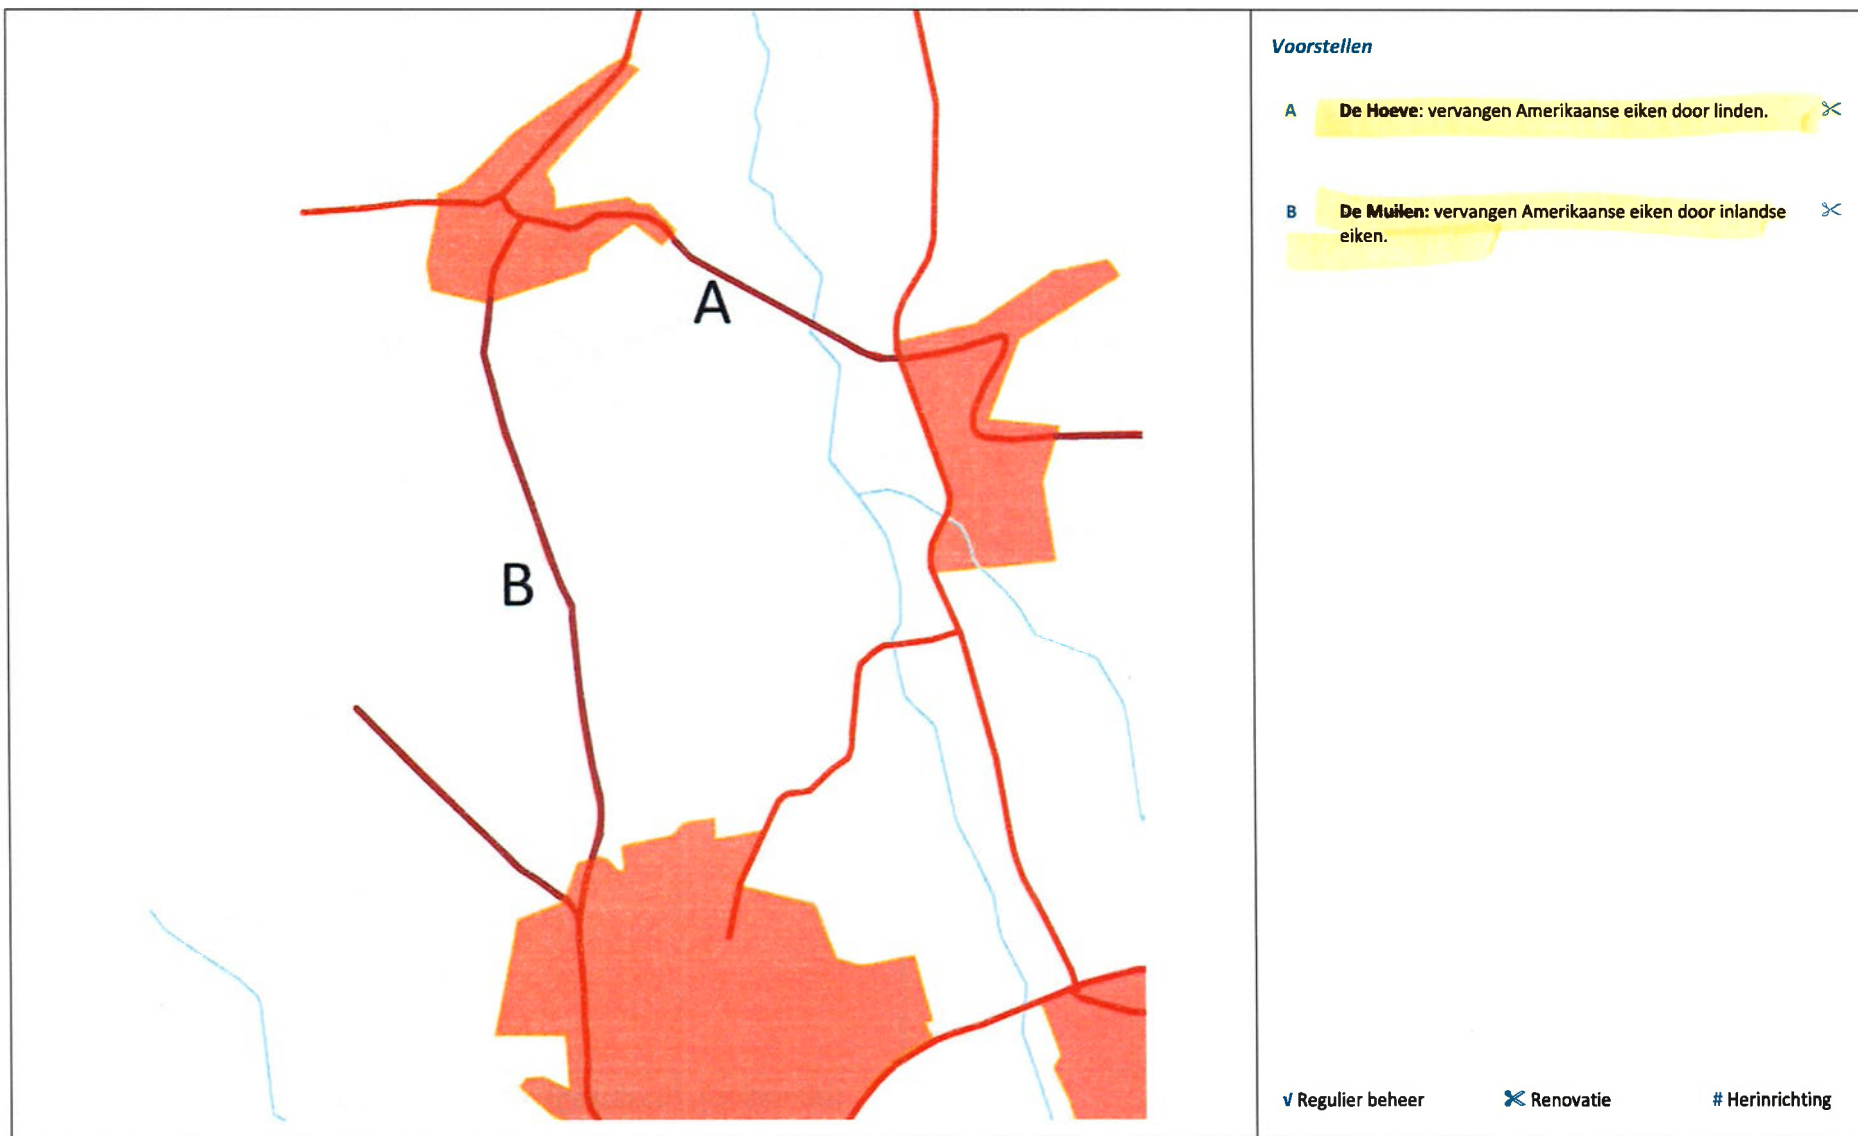 Voorstellen
A De Hoeve: vervangen Amerikaanse eiken door linden.
B De Muilen: vervangen Amerikaanse eiken door inlandse
eiken.
A
B
√ Regulier beheer ✂ Renovatie # Herinrichting